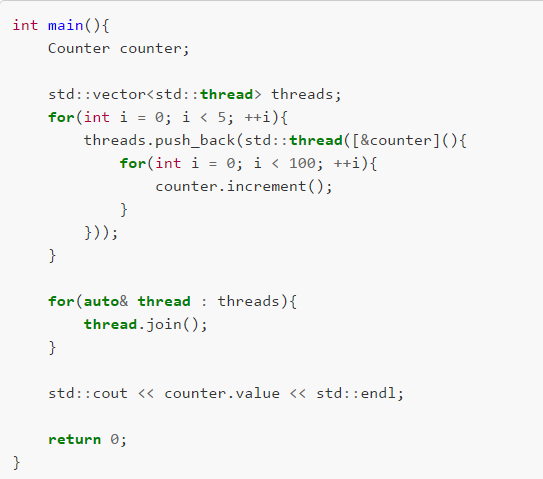 int main(){
    Counter counter;

    std::vector<std::thread> threads;
    for(int i = 0; i < 5; ++i){
        threads.push_back(std::thread([&counter](){
            for(int i = 0; i < 100; ++i){
                counter.increment();
            }
        }));
    }

    for(auto& thread : threads){
        thread.join();
    }

    std::cout << counter.value << std::endl;

    return 0;
}